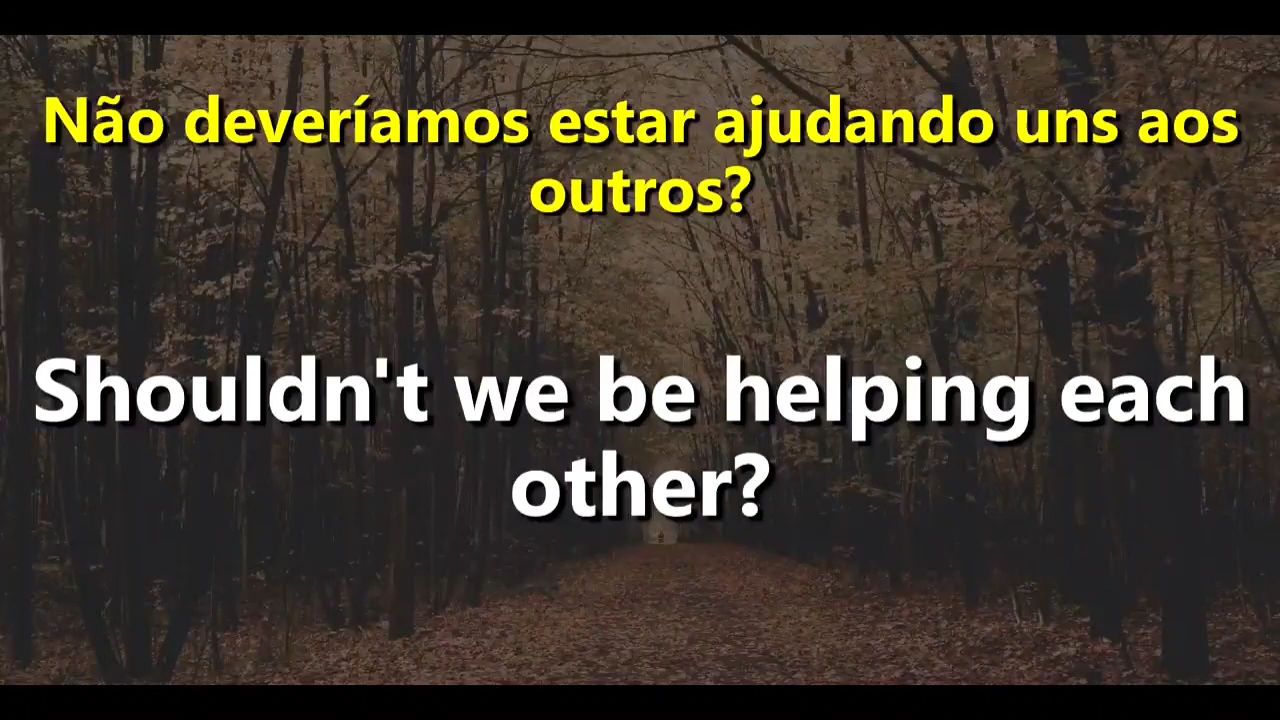 Não deveríamos estar ajudando uns aos
outros?
Shouldn't we be helping each
other?